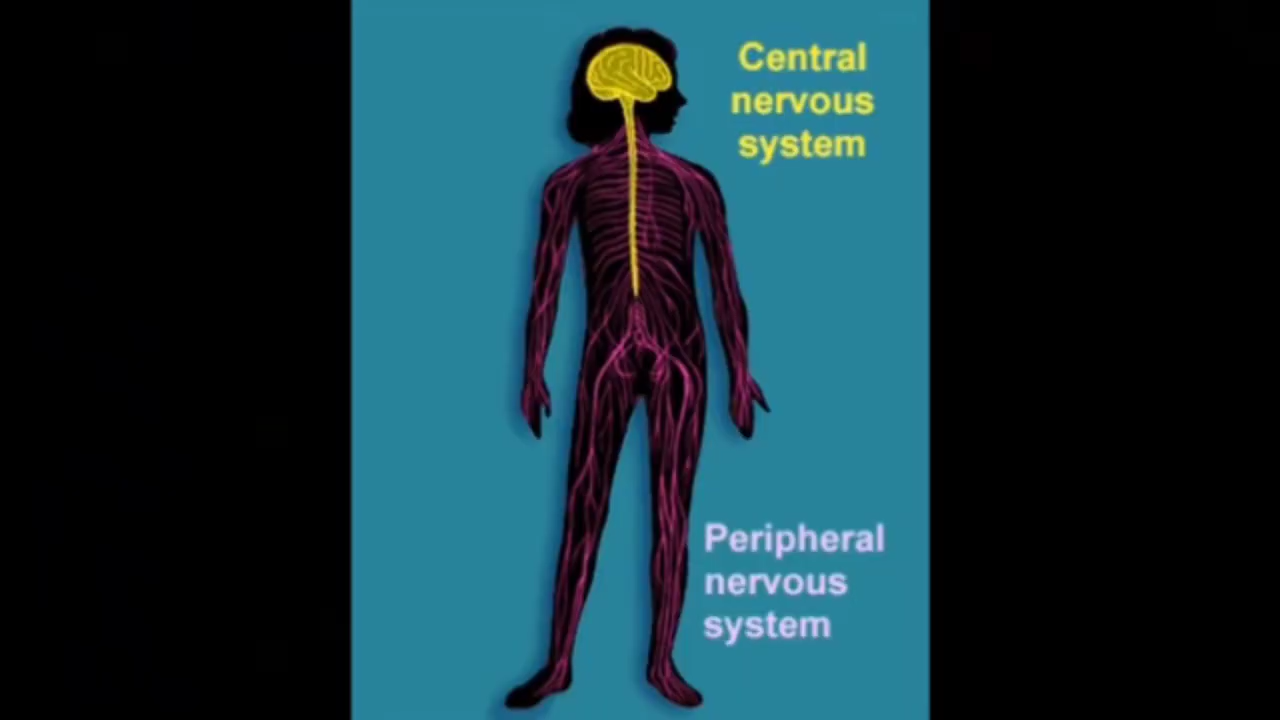 Central
nervous
system
Peripheral
nervous
system